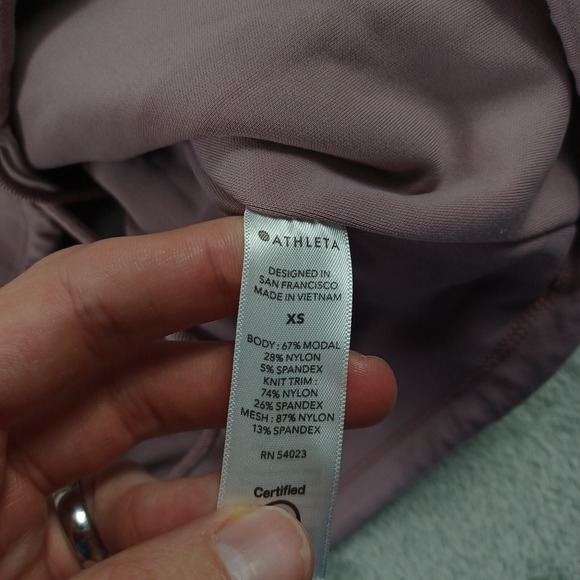 ATHLETA
DESIGNED IN
SAN FRANCISCO
MADE IN VIETNAM
XS
BODY : 67% MODAL
28% NYLON
5% SPANDEX
KNIT TRIM :
74% NYLON
26% SPANDEX
MESH : 87% NYLON
13% SPANDEX
RN 54023
Certified